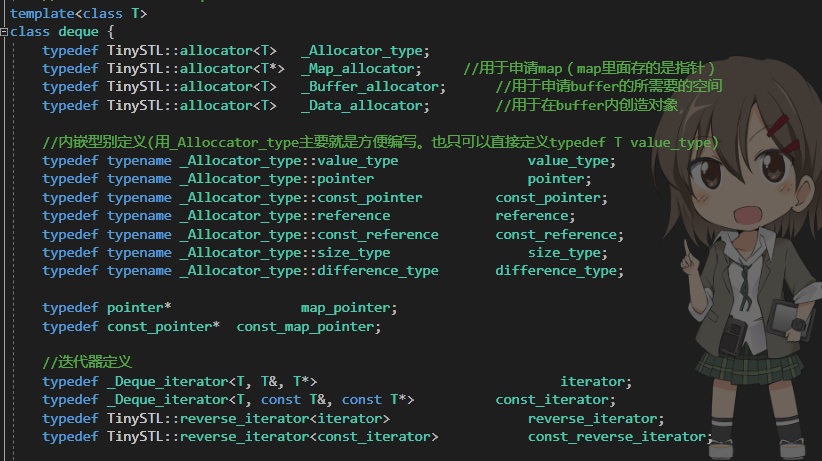 template<class T>
class deque {
typedef TinySTL::allocator<T> _Allocator_type;
typedef TinySTL::allocator<T*> _Map_allocator; //用于申请map（map里面存的是指针）
typedef TinySTL::allocator<T> _Buffer_allocator; //用于申请buffer的所需要的空间
typedef TinySTL::allocator<T> _Data_allocator; //用于在buffer内创造对象
//内嵌型别定义(用_Alloccator_type主要就是方便编写。也只可以直接定义typedef T value_type)
typedef typename _Allocator_type::value_type value_type;
typedef typename _Allocator_type::pointer pointer;
typedef typename _Allocator_type::const_pointer const_pointer;
typedef typename _Allocator_type::reference reference;
typedef typename _Allocator_type::const_reference const_reference;
typedef typename _Allocator_type::size_type size_type;
typedef typename _Allocator_type::difference_type difference_type;
typedef pointer* map_pointer;
typedef const_pointer* const_map_pointer;
//迭代器定义
typedef _Deque_iterator<T, T&, T*> iterator;
typedef _Deque_iterator<T, const T&, const T*> const_iterator;
typedef TinySTL::reverse_iterator<iterator> reverse_iterator;
typedef TinySTL::reverse_iterator<const_iterator> const_reverse_iterator;